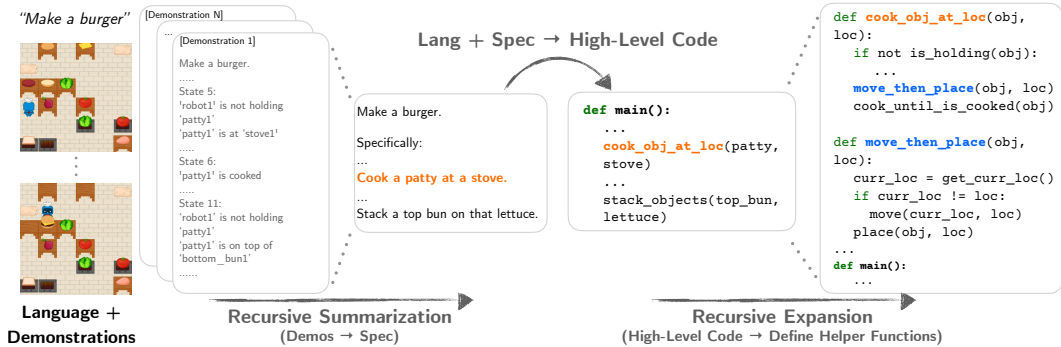 "Make a burger"
[Demonstration N]
...
[Demonstration 1]
Make a burger.
.....
State 5:
'robot1' is not holding
'patty1'
'patty1' is at 'stove1'
.....
State 6:
'patty1' is cooked
.....
State 11:
'robot1' is not holding
'patty1'
'patty1' is on top of
'bottom_bun1'
......
Language +
Demonstrations
Lang + Spec → High-Level Code
Make a burger.
Specifically:
...
Cook a patty at a stove.
...
Stack a top bun on that lettuce.
Recursive Summarization
(Demos → Spec)
def main():
...
cook_obj_at_loc(patty,
stove)
...
stack_objects(top_bun,
lettuce)
Recursive Expansion
(High-Level Code → Define Helper Functions)
def cook_obj_at_loc(obj,
loc):
if not is_holding(obj):
...
move_then_place(obj, loc)
cook_until_is_cooked(obj)
def move_then_place(obj,
loc):
curr_loc = get_curr_loc()
if curr_loc != loc:
move(curr_loc, loc)
place(obj, loc)
...
def main():
...